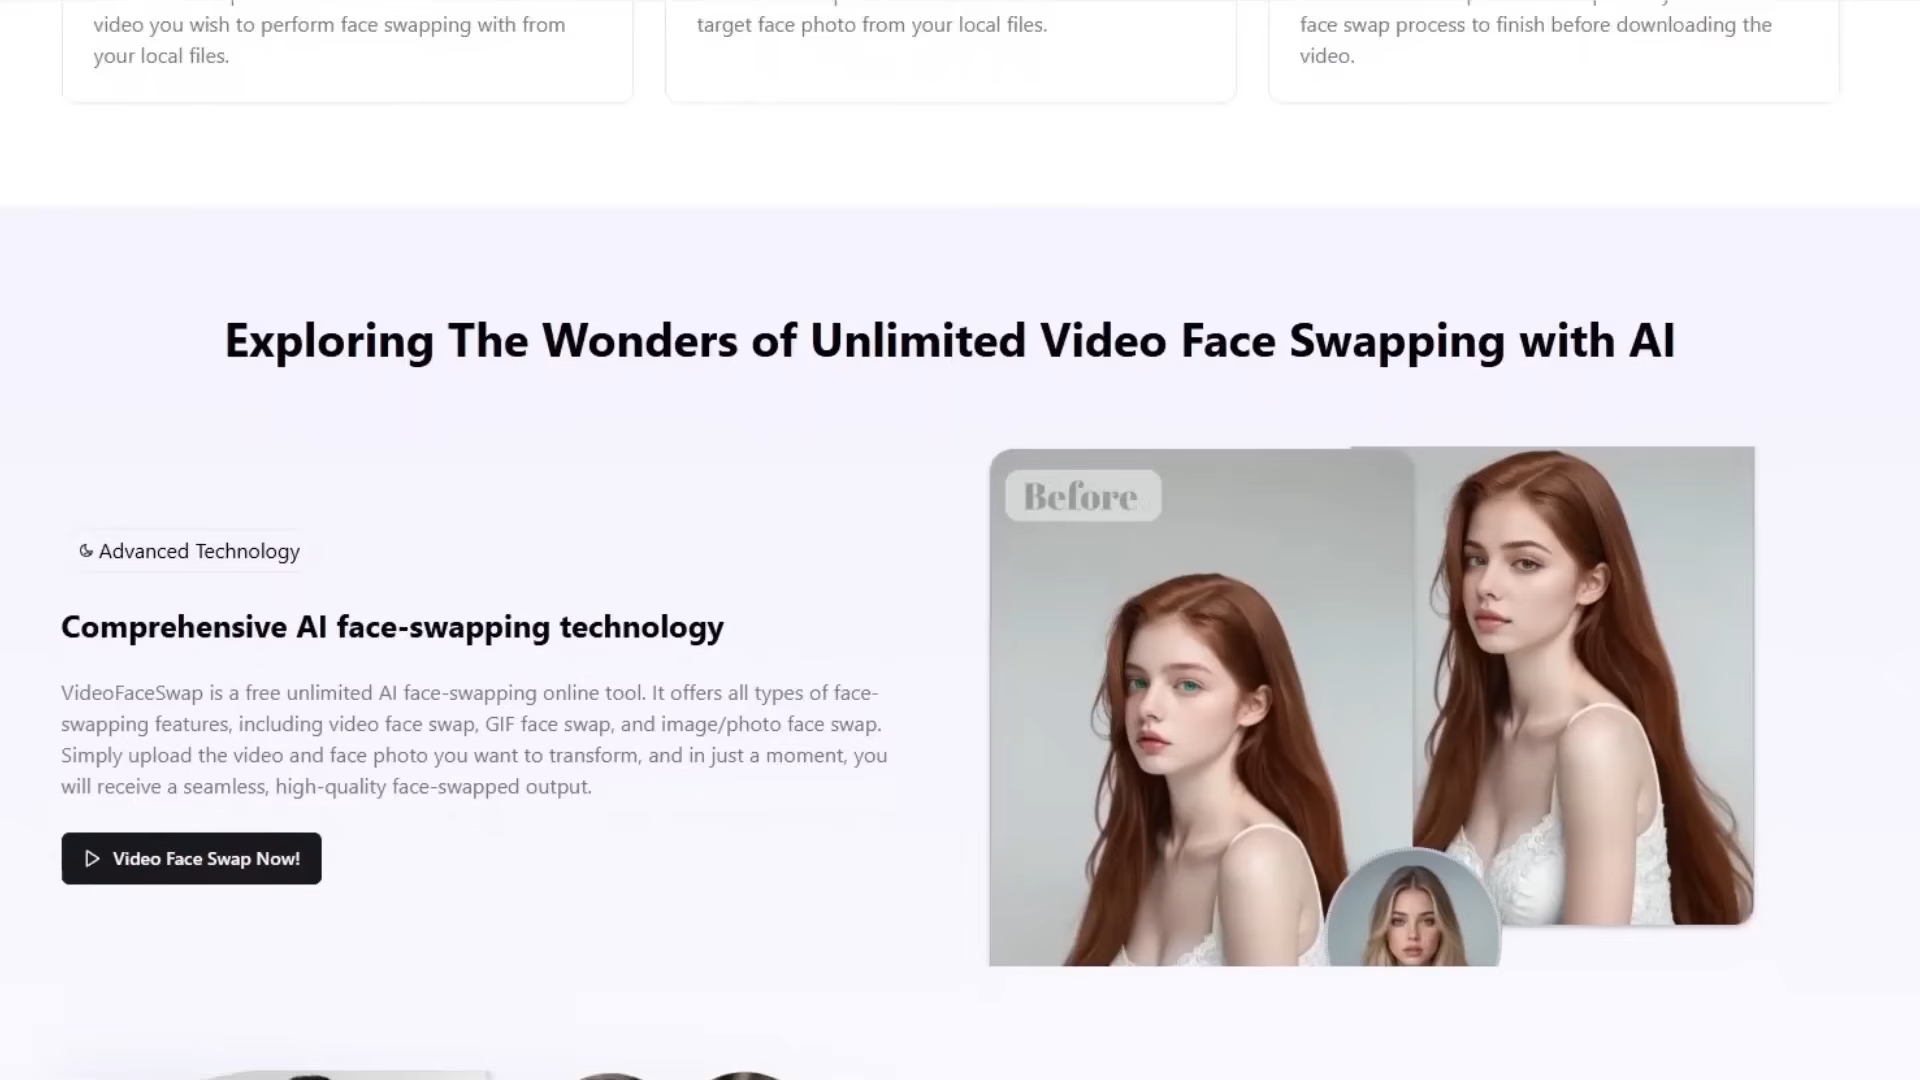 video you wish to perform face swapping with from
your local files.
target face photo from your local files.
face swap process to finish before downloading the
video.
Exploring The Wonders of Unlimited Video Face Swapping with AI
Before
Advanced Technology
Comprehensive AI face-swapping technology
VideoFaceSwap is a free unlimited AI face-swapping online tool. It offers all types of face-
swapping features, including video face swap, GIF face swap, and image/photo face swap.
Simply upload the video and face photo you want to transform, and in just a moment, you
will receive a seamless, high-quality face-swapped output.
Video Face Swap Now!